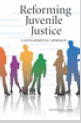 Reforming
Juvenile
Justice
A DEVELOPMENTAL APPROACH